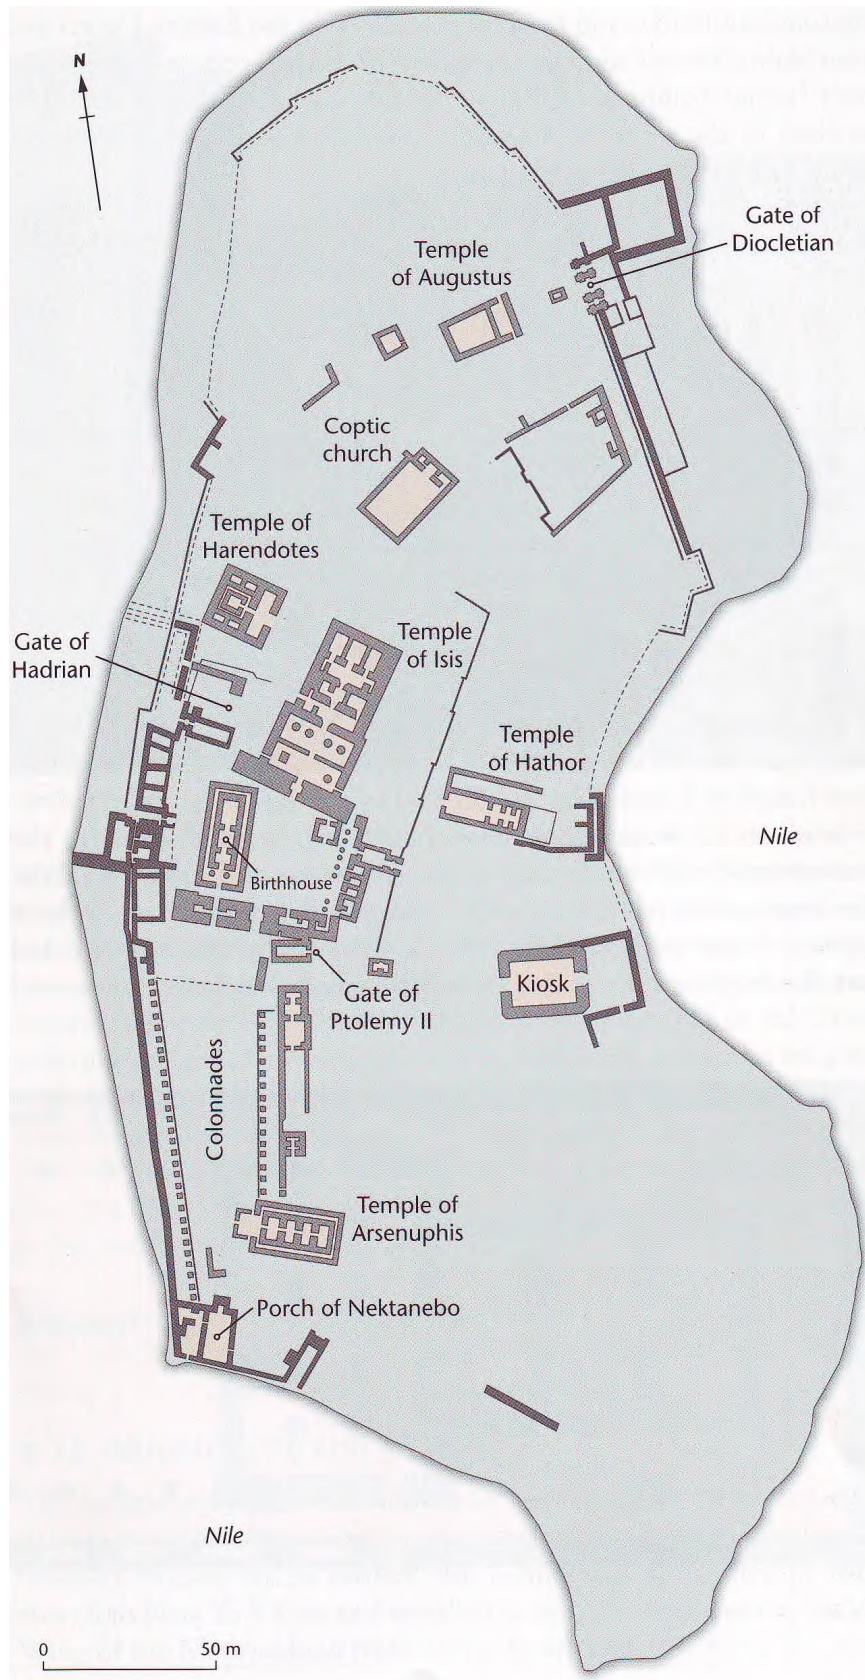 N
Gate of
Diocletian
Temple
of Augustus
Coptic
church
Temple of
Harendotes
Gate of
Hadrian
Temple
of Isis
Temple
of Hathor
Nile
Birthhouse
Kiosk
Gate of
Ptolemy II
Colonnades
Temple of
Arsenuphis
Porch of Nektanebo
Nile
0 50 m